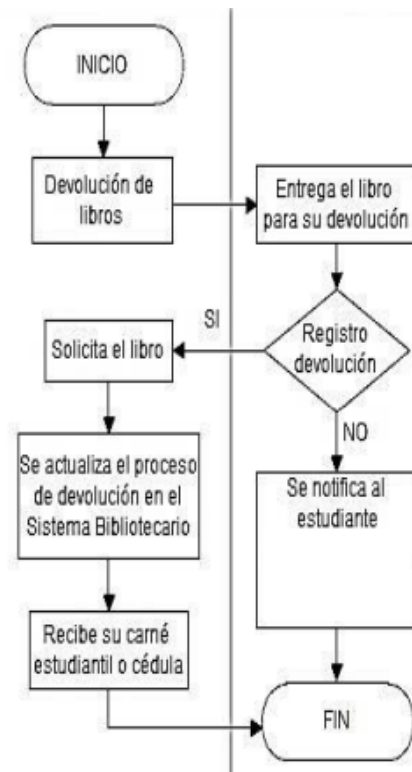 INICIO
Devolución de
libros
Entrega el libro
para su devolución
Registro
devolución
SI
Solicita el libro
NO
Se actualiza el proceso
de devolución en el
Sistema Bibliotecario
Se notifica al
estudiante
Recibe su carné
estudiantil o cédula
FIN